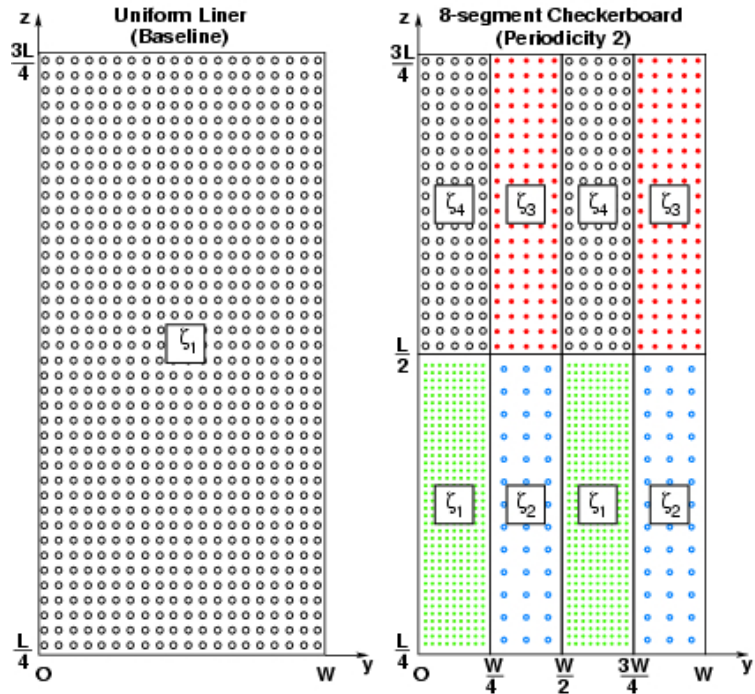 Uniform Liner
(Baseline)
z
3L
4
ζ1
L
4
O
W
y
8-segment Checkerboard
(Periodicity 2)
z
3L
4
ζ4
ζ3
ζ4
ζ3
L
2
ζ1
ζ2
ζ1
ζ2
L
4
O
W
4
W
2
3W
4
W
y